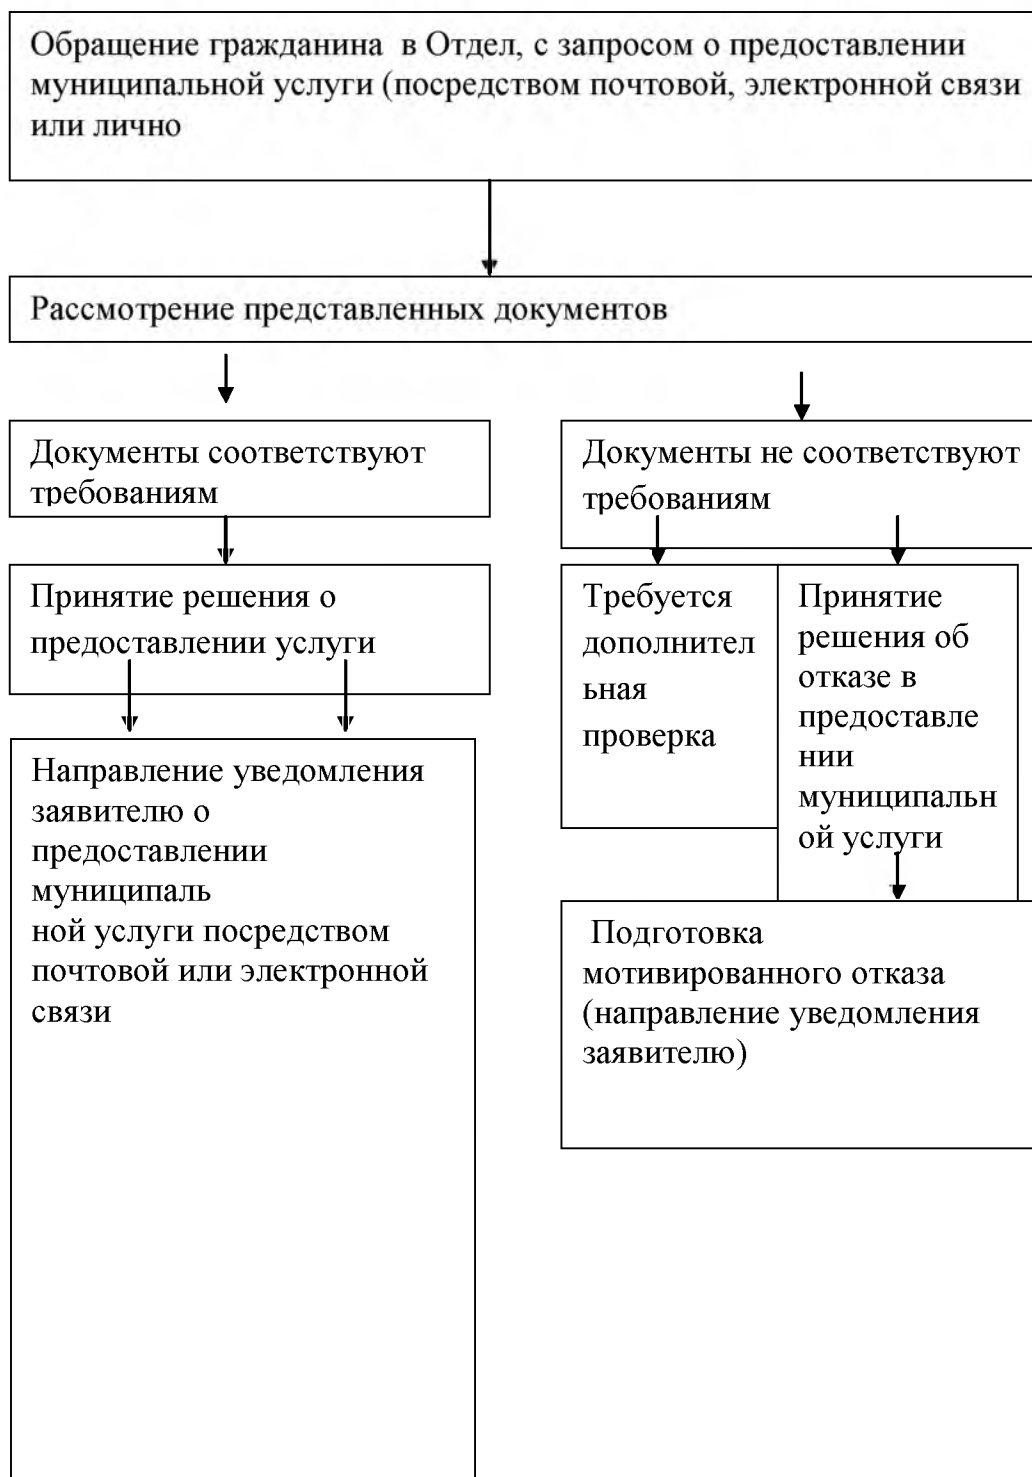 Обращение гражданина  в Отдел, с запросом о предоставлении
муниципальной услуги (посредством почтовой, электронной связи
или лично
Рассмотрение представленных документов
Документы соответствуют
требованиям
Документы не соответствуют
требованиям
Принятие решения о
предоставлении услуги
Требуется
дополнител
ьная
проверка
Принятие
решения об
отказе в
предоставле
нии
муниципальн
ой услуги
Направление уведомления
заявителю о
предоставлении
муниципаль
ной услуги посредством
почтовой или электронной
связи
Подготовка
мотивированного отказа
(направление уведомления
заявителю)